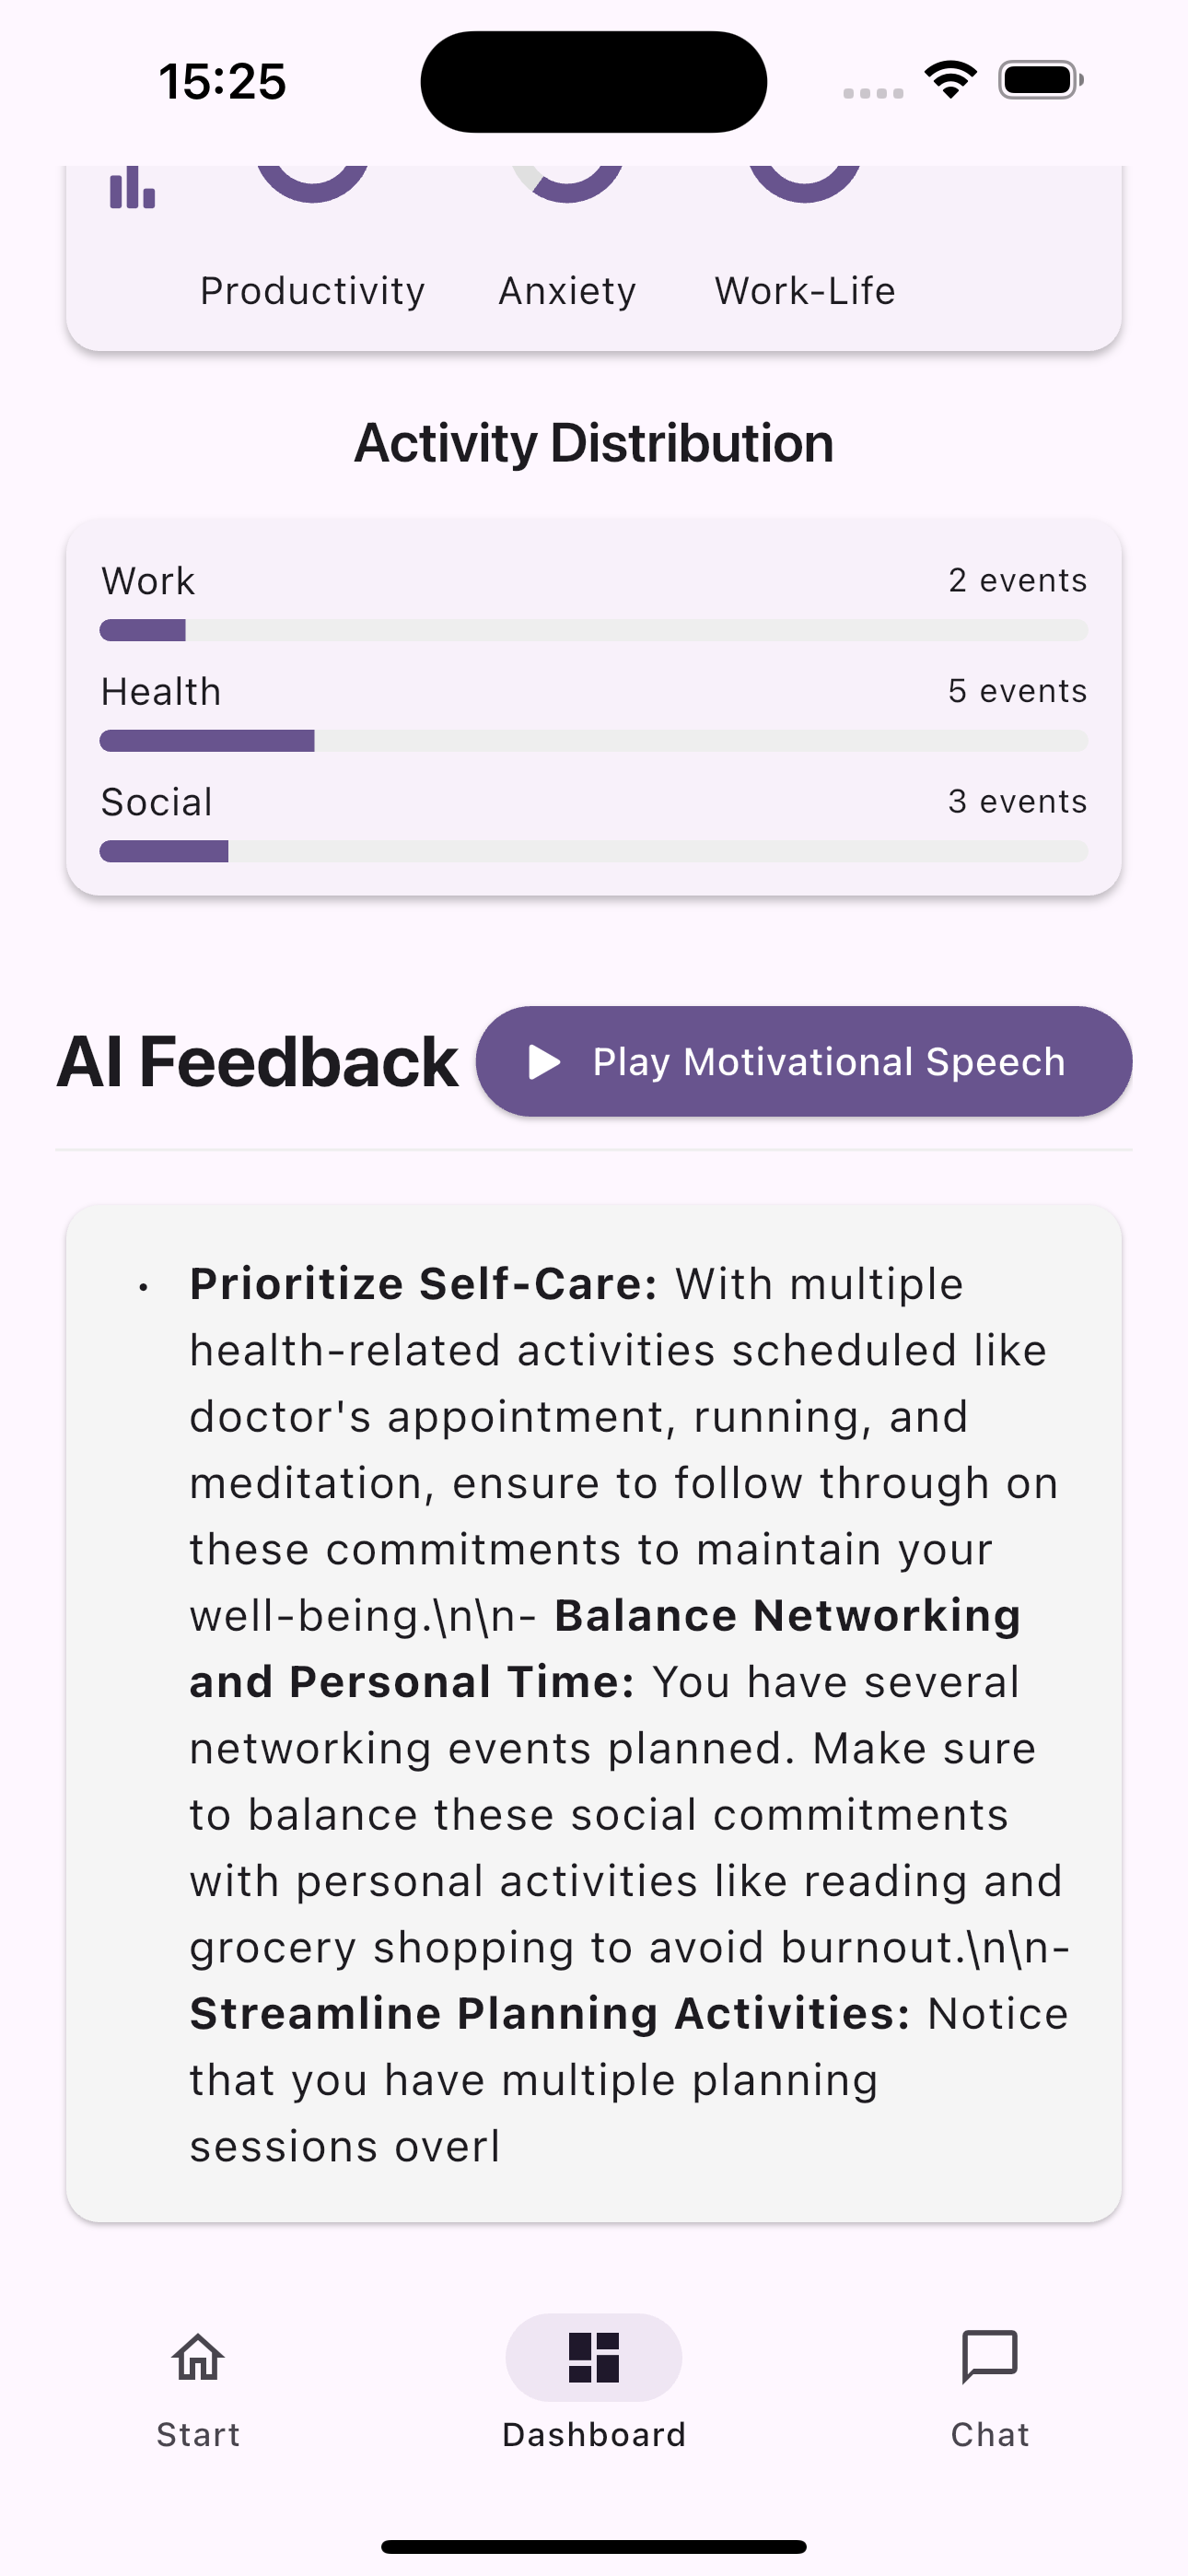 15:25
Productivity Anxiety Work-Life
Activity Distribution
Work 2 events
Health 5 events
Social 3 events
AI Feedback Play Motivational Speech
• Prioritize Self-Care: With multiple
health-related activities scheduled like
doctor's appointment, running, and
meditation, ensure to follow through on
these commitments to maintain your
well-being.\n\n- Balance Networking
and Personal Time: You have several
networking events planned. Make sure
to balance these social commitments
with personal activities like reading and
grocery shopping to avoid burnout.\n\n-
Streamline Planning Activities: Notice
that you have multiple planning
sessions overl
Start Dashboard Chat